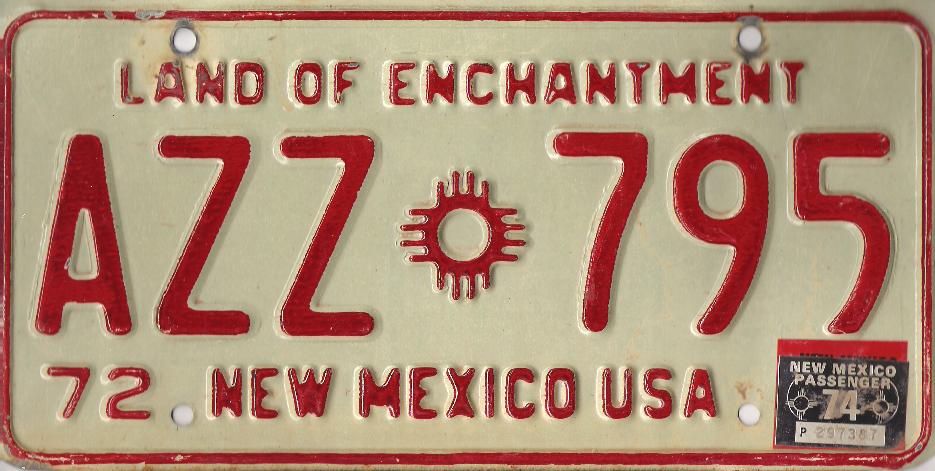 LAND OF ENCHANTMENT
AZZ 795
72 NEW MEXICO USA
NEW MEXICO
PASSENGER
74
P 297387